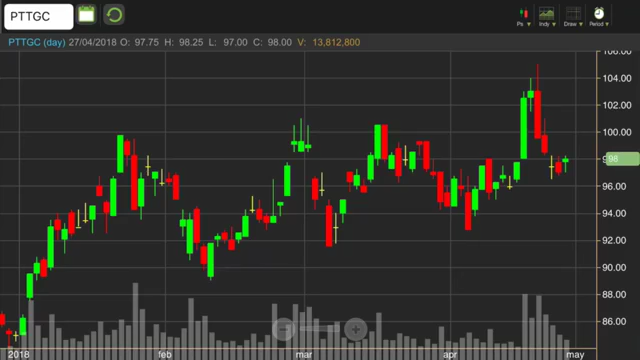 PTTGC
Ps Indy Draw Period
PTTGC (day) 27/04/2018 O: 97.75 H: 98.25 L: 97.00 C: 98.00 V: 13,812,800
106.00
104.00
102.00
100.00
98
96.00
94.00
92.00
90.00
88.00
86.00
2018 feb mar apr may